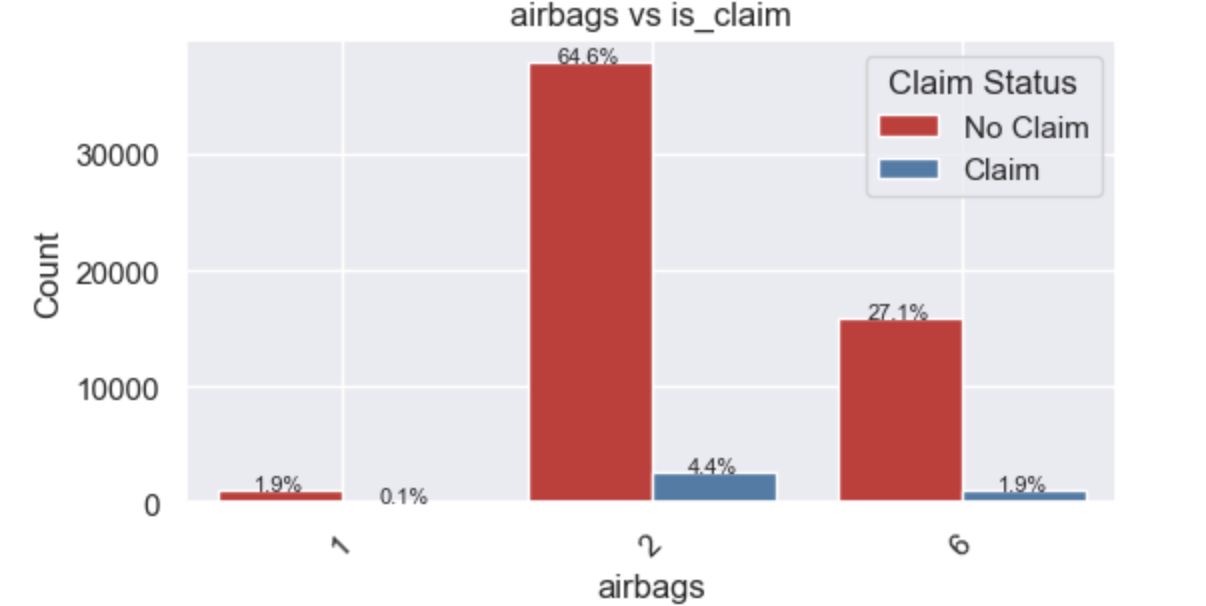 airbags vs is_claim
64.6%
Claim Status
No Claim
Claim
30000
Count
20000
27.1%
10000
4.4%
1.9%
0.1%
1.9%
0
1
2
6
airbags